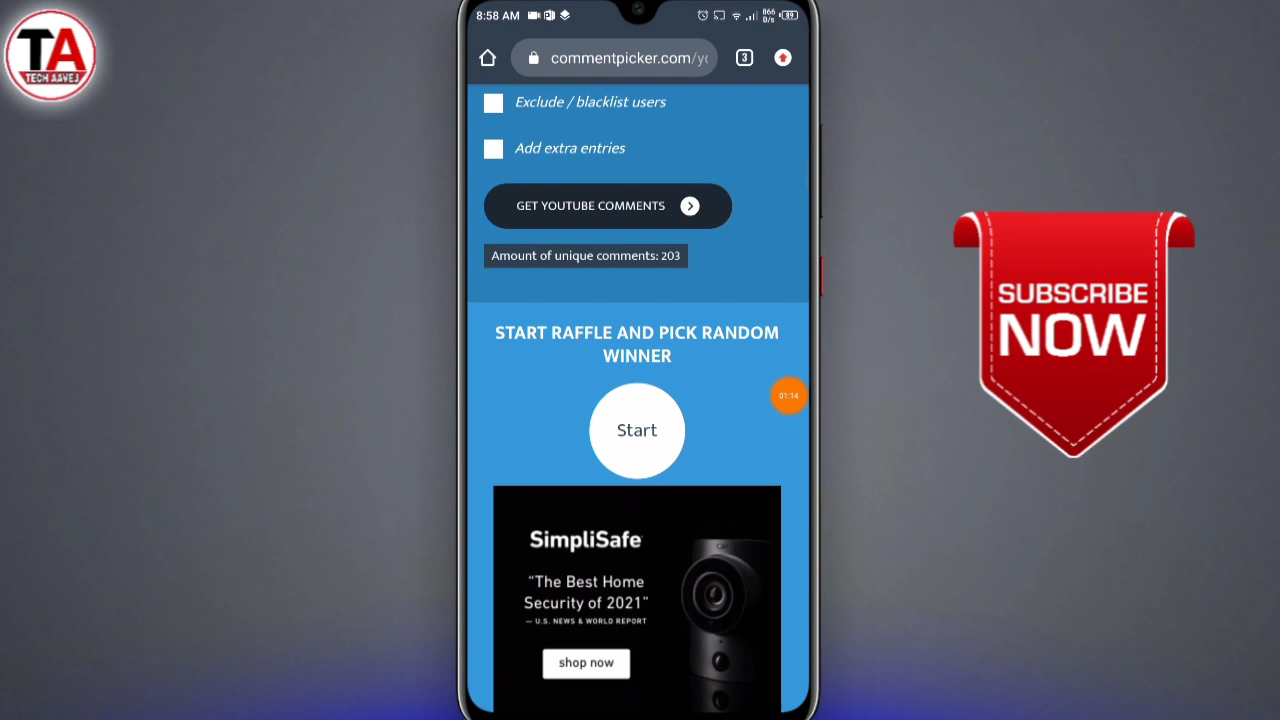 TA
TECH AAVEJ
8:58 AM
866
B/s
89
commentpicker.com/yo
3
Exclude / blacklist users
Add extra entries
GET YOUTUBE COMMENTS
Amount of unique comments: 203
START RAFFLE AND PICK RANDOM
WINNER
01:14
Start
SimpliSafe
“The Best Home
Security of 2021”
— U.S. NEWS & WORLD REPORT
shop now
SUBSCRIBE
NOW